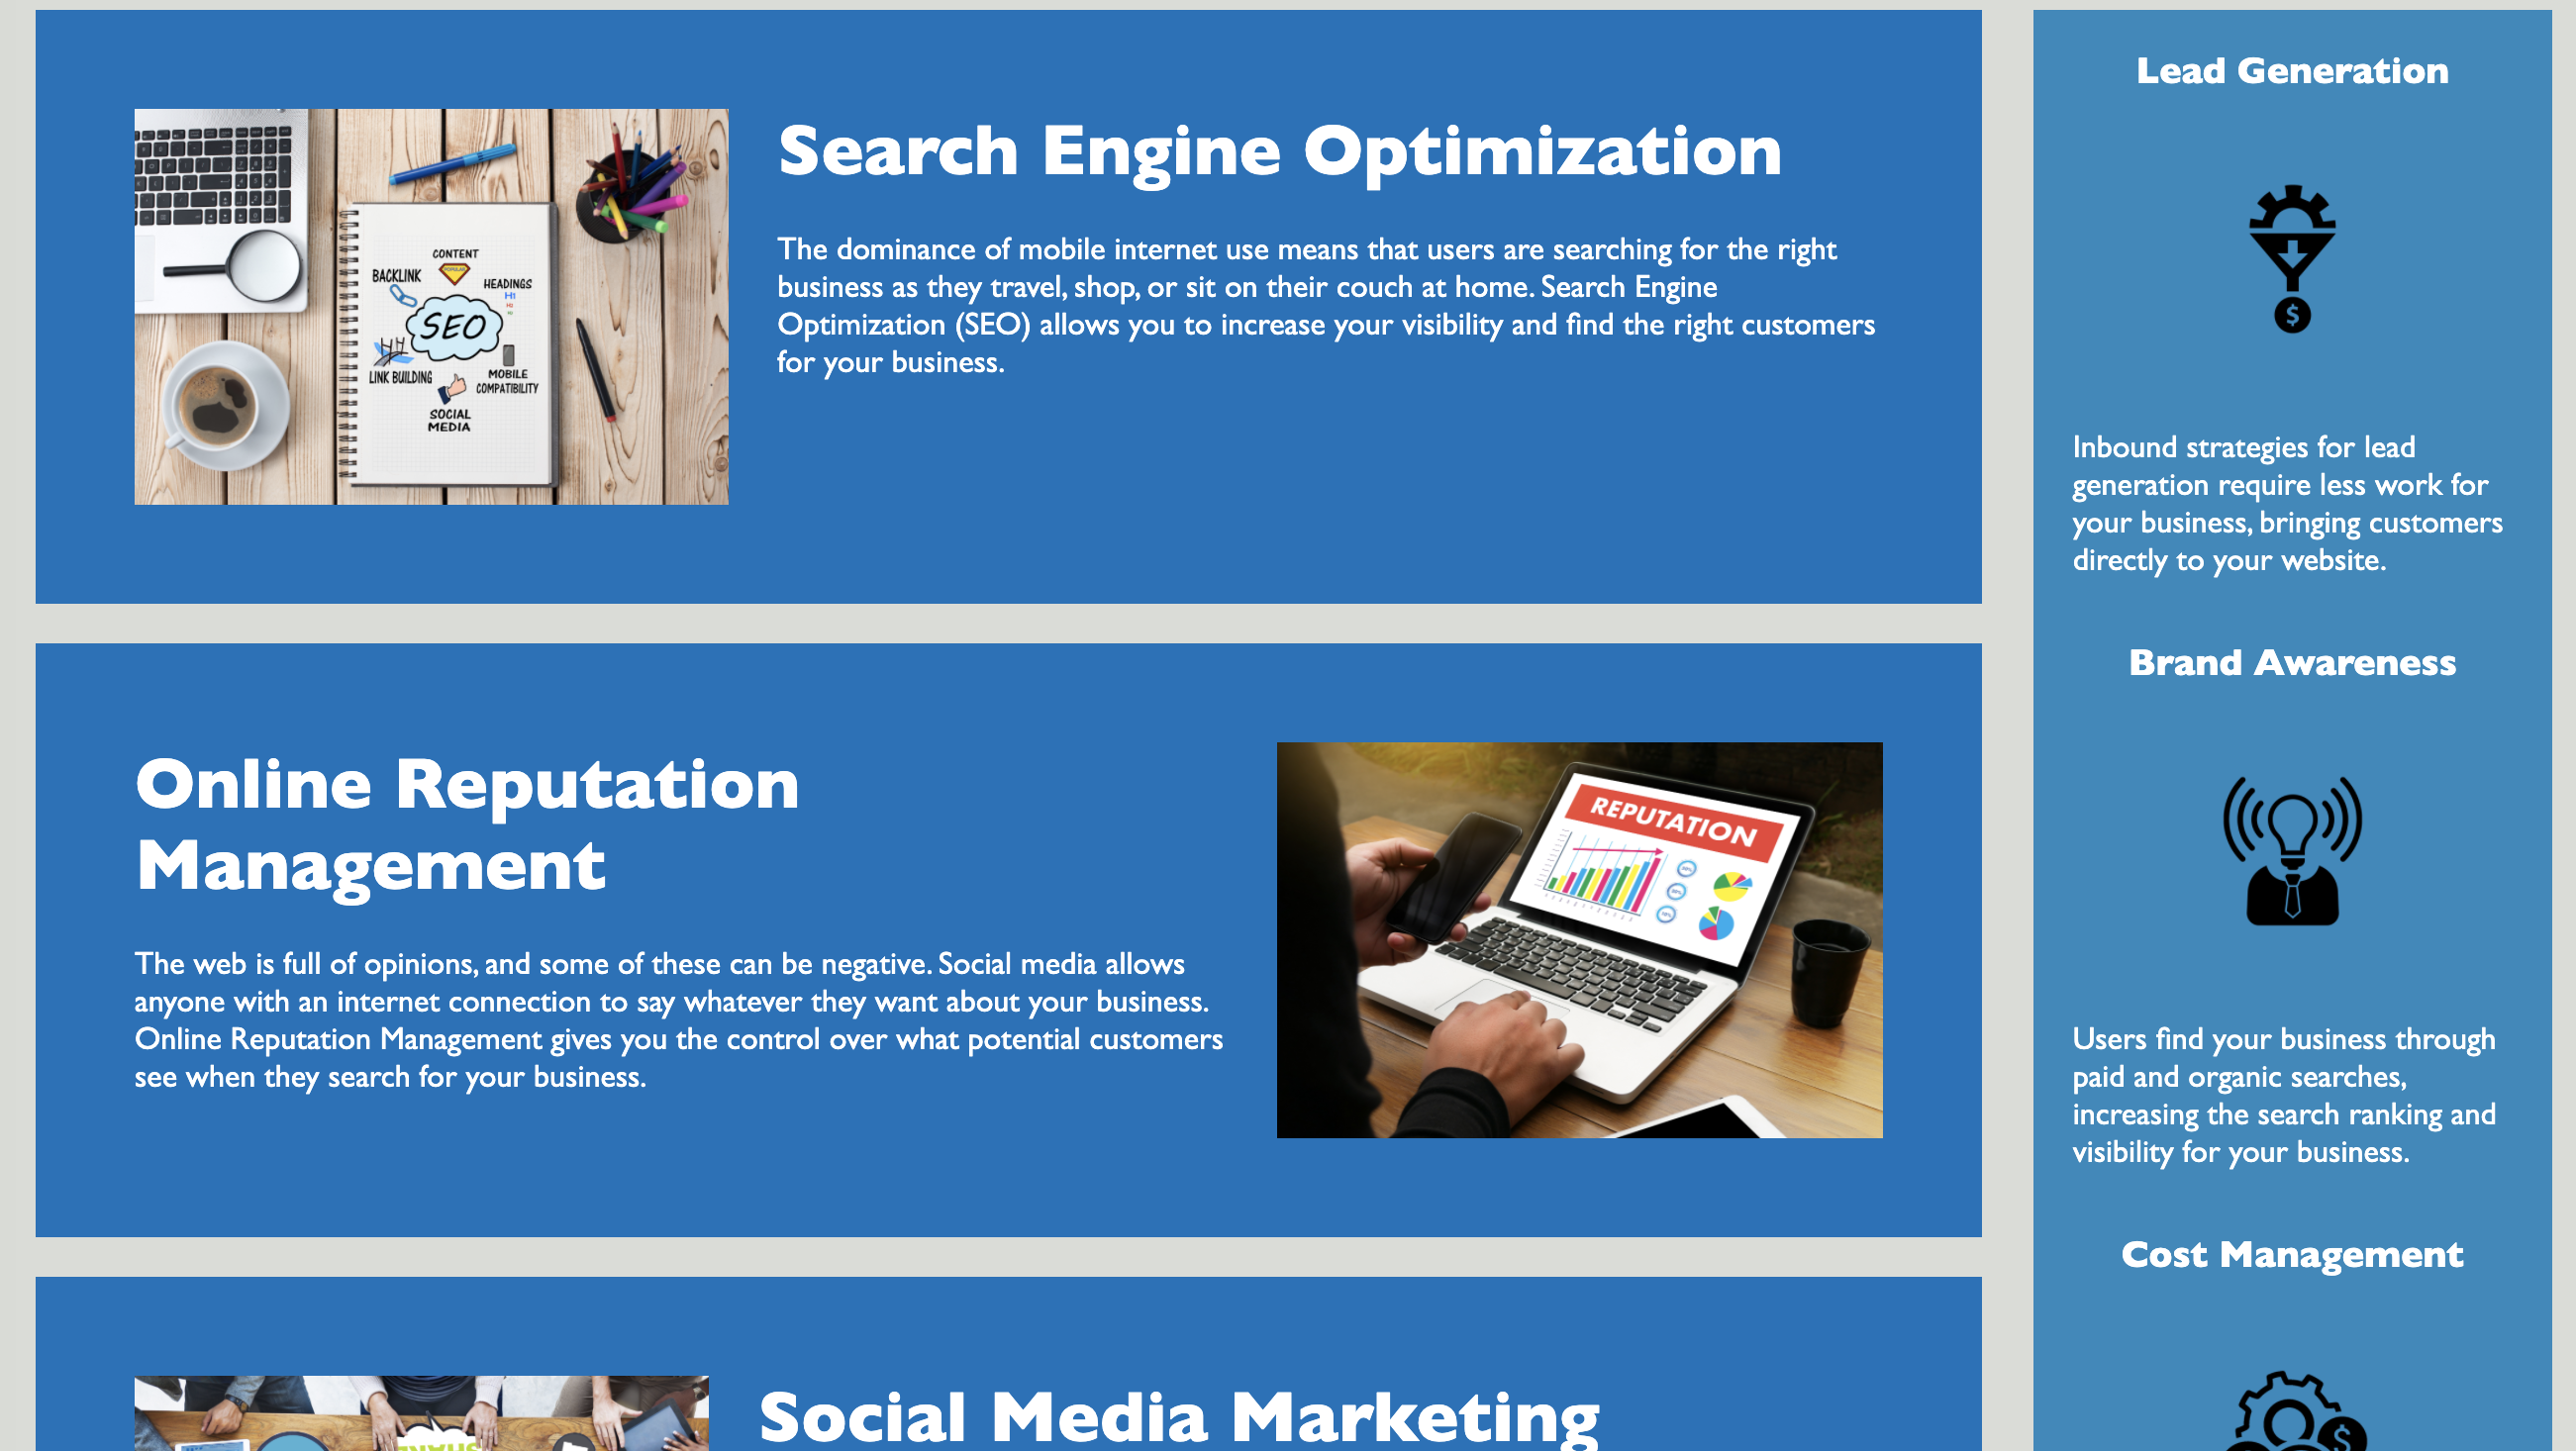 Search Engine Optimization
The dominance of mobile internet use means that users are searching for the right
business as they travel, shop, or sit on their couch at home. Search Engine
Optimization (SEO) allows you to increase your visibility and find the right customers
for your business.
CONTENT
POPULAR
BACKLINK
HEADINGS
H1
SEO
LINK BUILDING
MOBILE
COMPATIBILITY
SOCIAL
MEDIA
Online Reputation
Management
The web is full of opinions, and some of these can be negative. Social media allows
anyone with an internet connection to say whatever they want about your business.
Online Reputation Management gives you the control over what potential customers
see when they search for your business.
REPUTATION
Social Media Marketing
SHARE
Lead Generation
$
Inbound strategies for lead
generation require less work for
your business, bringing customers
directly to your website.
Brand Awareness
Users find your business through
paid and organic searches,
increasing the search ranking and
visibility for your business.
Cost Management
$